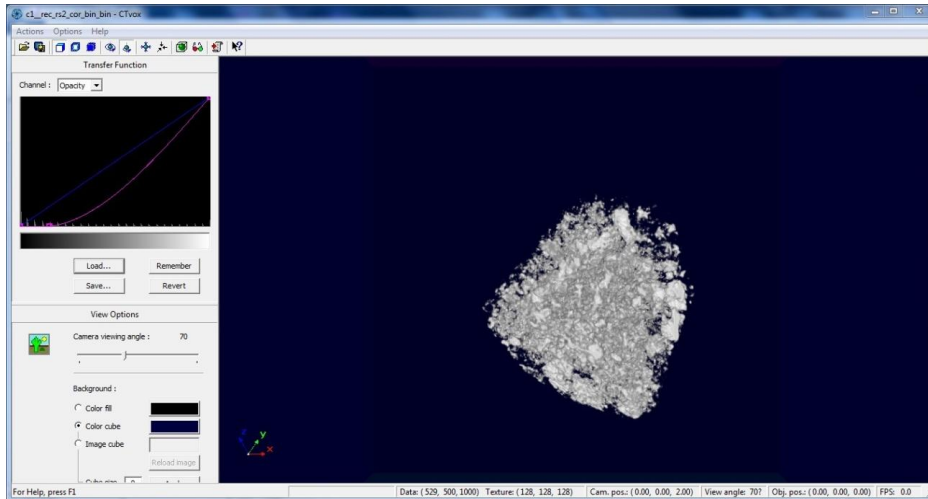 c1__rec_rs2_cor_bin_bin - CTvox
Actions Options Help
Transfer Function
Channel : Opacity
Load... Remember
Save... Revert
View Options
Camera viewing angle : 70
Background :
Color fill
Color cube
Image cube
Reload image
Z Y X
For Help, press F1 Data: ( 529, 500,1000) Texture: ( 128, 128, 128) Cam. pos.: ( 0.00, 0.00, 2.00) View angle: 70? Obj. pos.: ( 0.00, 0.00, 0.00) FPS: 0.0